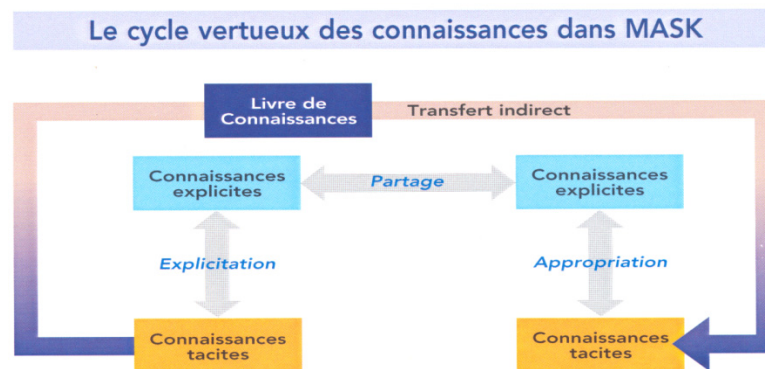 Le cycle vertueux des connaissances dans MASK
Livre de
Connaissances
Transfert indirect
Connaissances
explicites
Partage
Connaissances
explicites
Explicitation
Appropriation
Connaissances
tacites
Connaissances
tacites